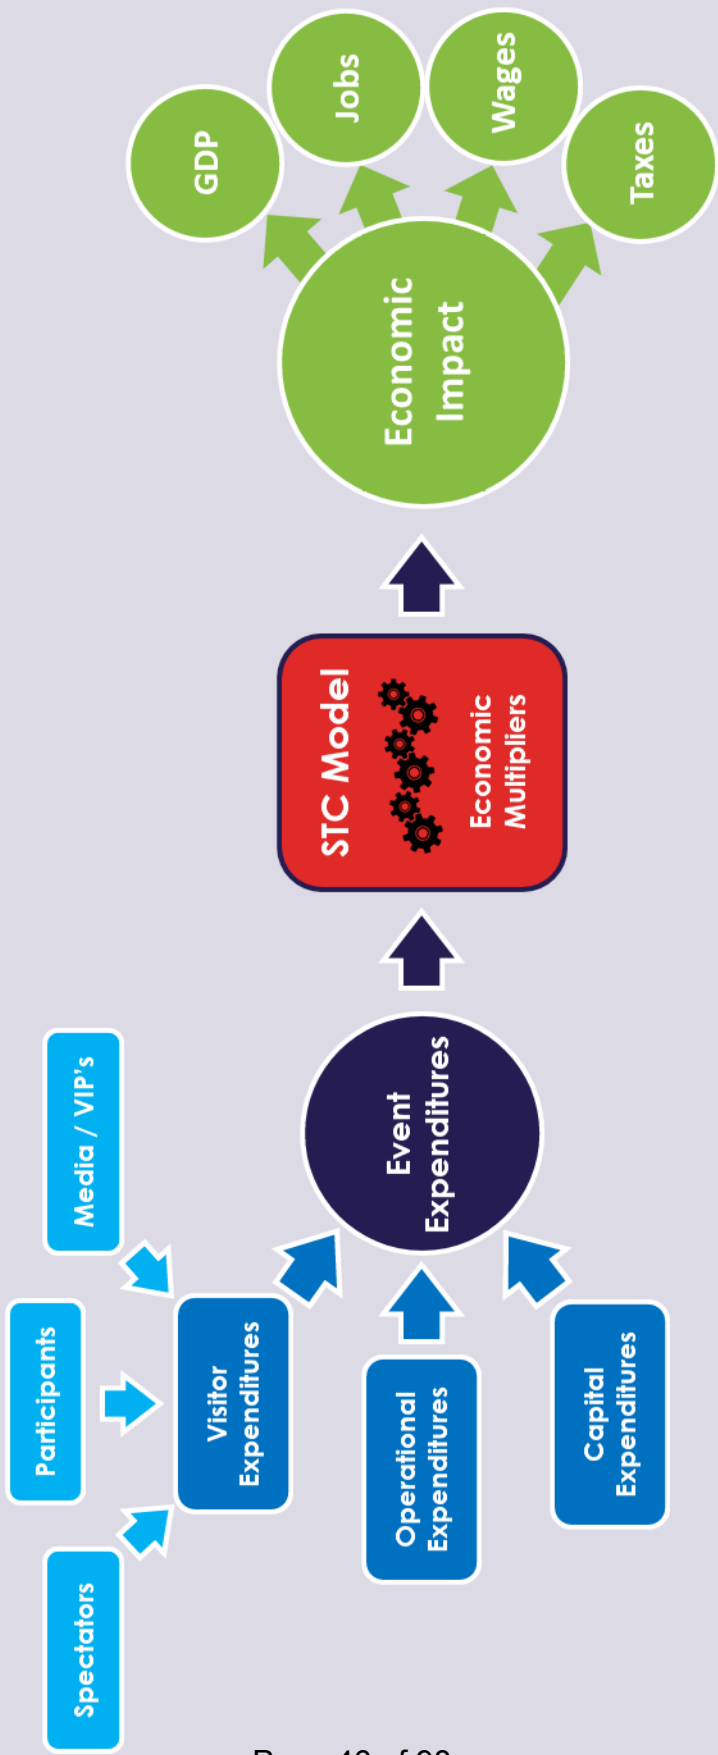 Spectators
Participants
Media / VIP's
Visitor
Expenditures
Operational
Expenditures
Capital
Expenditures
Event
Expenditures
STC Model
Economic
Multipliers
Economic
Impact
GDP
Jobs
Wages
Taxes